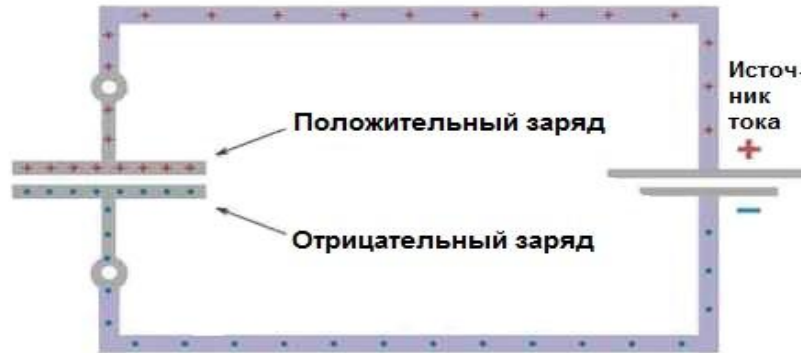 Источ-
ник
тока
+
Положительный заряд
Отрицательный заряд
−